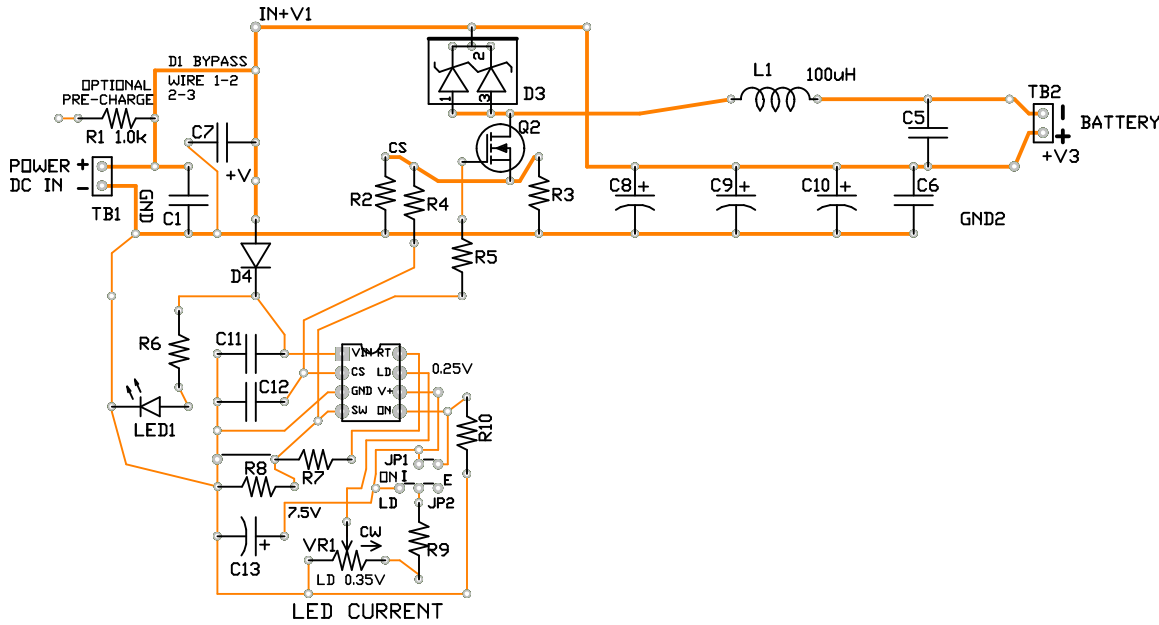 IN+V1
D1 BYPASS
WIRE 1-2
2-3
OPTIONAL
PRE-CHARGE
R1 1.0k
C7
POWER +
DC IN -
TB1
GND
C1
+V
D4
2
1
3
D3
Q2
CS
R2
R4
R3
R5
L1
100uH
TB2
-
+
BATTERY
+V3
C5
C8 +
C9 +
C10 +
C6
GND2
R6
LED1
C11
C12
VIN RT
CS LD
GND V+
SW ON
0.25V
R10
R8
R7
JP1
ON I
E
LD
JP2
7.5V
C13
+
VR1
CW
R9
LD 0.35V
LED CURRENT